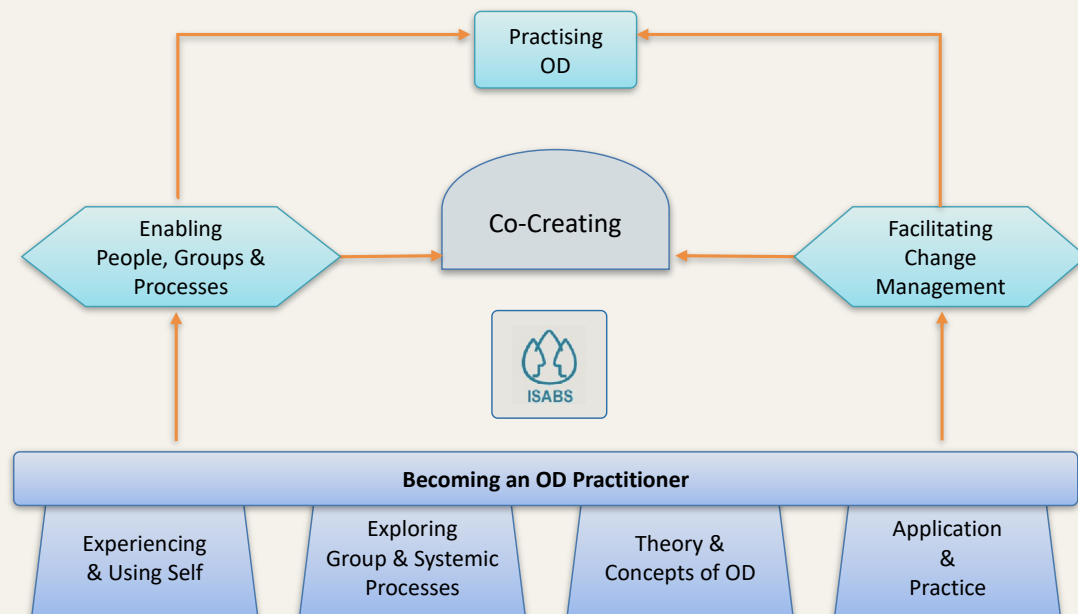 Practising
OD
Co-Creating
Enabling
People, Groups &
Processes
Facilitating
Change
Management
ISABS
Becoming an OD Practitioner
Experiencing
& Using Self
Exploring
Group & Systemic
Processes
Theory &
Concepts of OD
Application
&
Practice